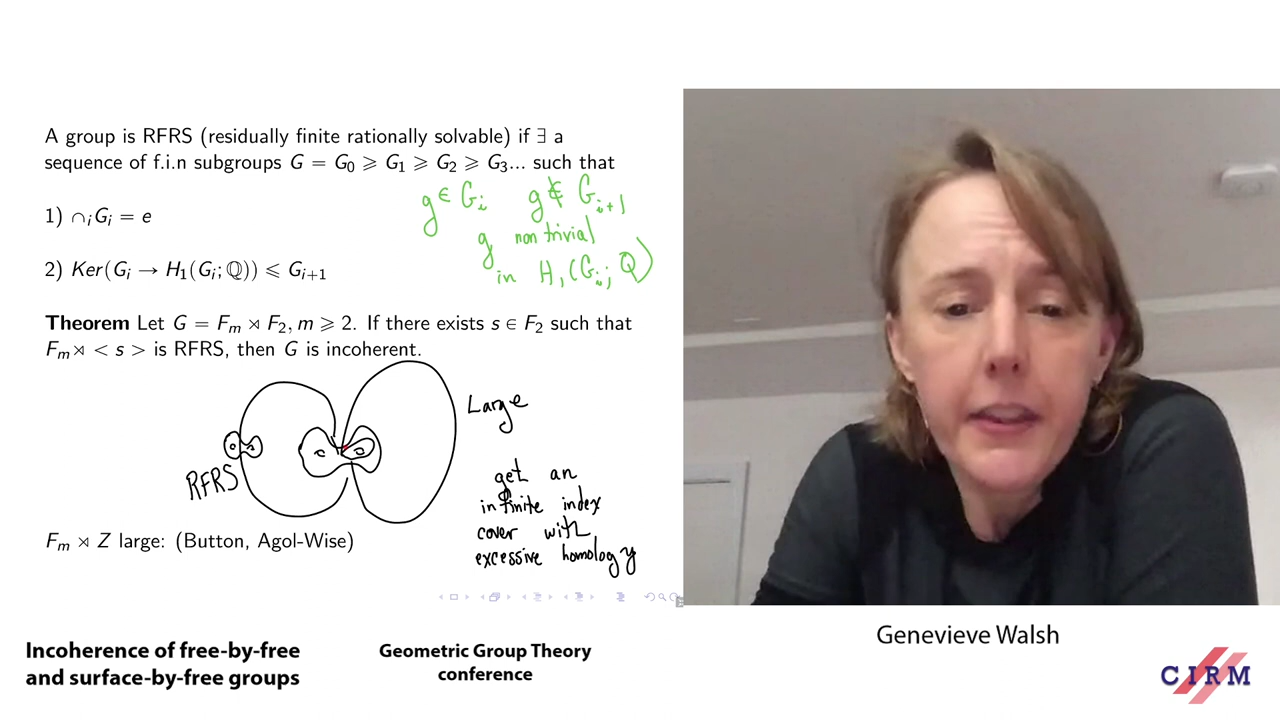 A group is RFRS (residually finite rationally solvable) if ∃ a
sequence of f.i.n subgroups G = G₀ ⩾ G₁ ⩾ G₂ ⩾ G₃... such that
g ∈ Gᵢ g ∉ Gᵢ₊₁
1) ∩ᵢGᵢ = e
g non trivial
in H₁(Gᵢ; Q)
2) Ker(Gᵢ → H₁(Gᵢ; ℚ)) ⩽ Gᵢ₊₁
Theorem Let G = Fₘ ⋊ F₂, m ⩾ 2. If there exists s ∈ F₂ such that
Fₘ⋊ < s > is RFRS, then G is incoherent.
Large
RFRS
get an
infinite index
cover with
excessive homology
Fₘ ⋊ Z large: (Button, Agol-Wise)
Genevieve Walsh
Incoherence of free-by-free
and surface-by-free groups
Geometric Group Theory
conference
CIRM